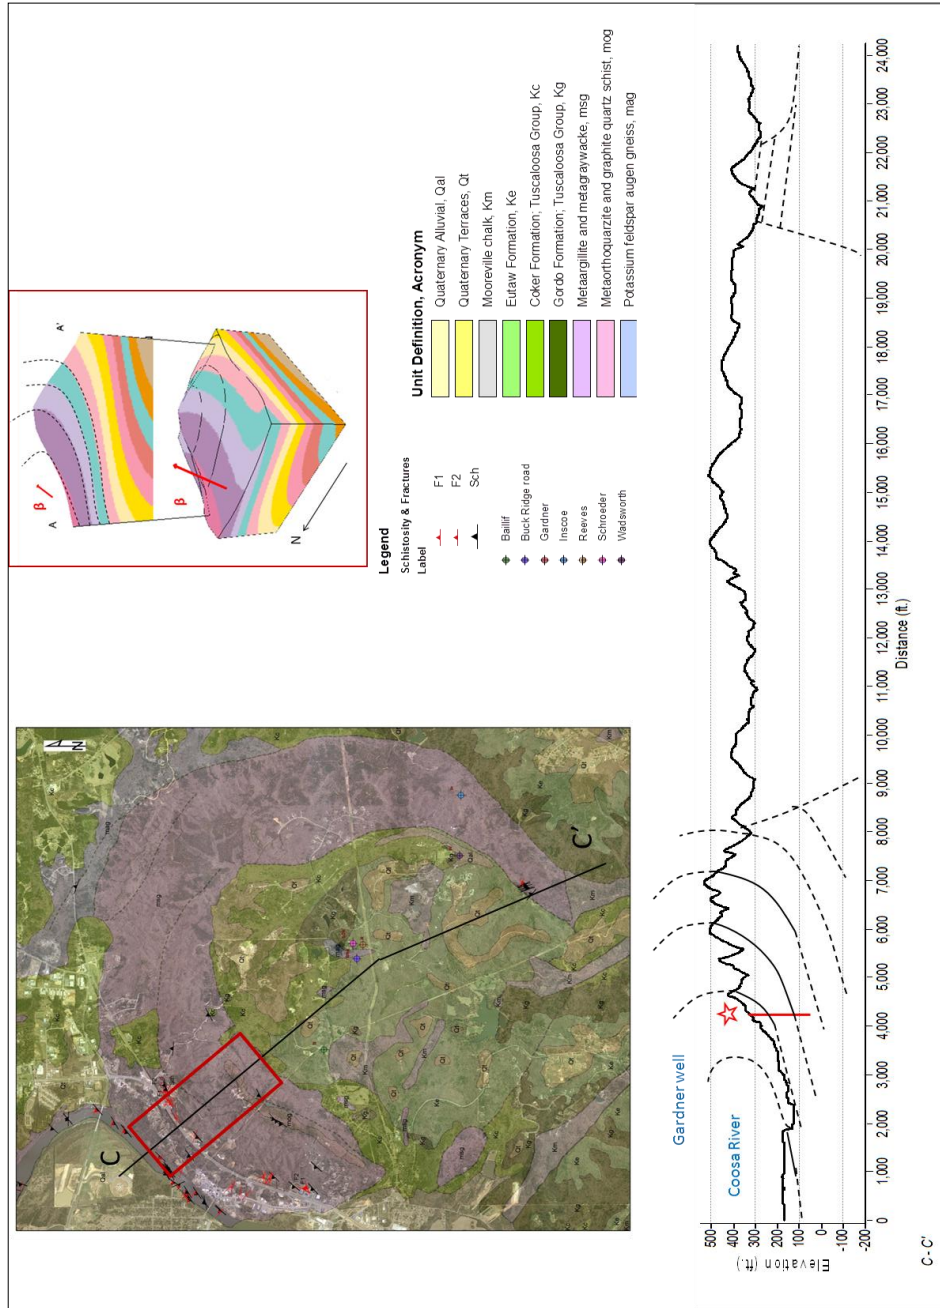 A
A'
β
β
N
Legend
Schistosity & Fractures
Label
F1
F2
Sch
Baillif
Buck Ridge road
Gardner
Inscoe
Reeves
Schroeder
Wadsworth
Unit Definition, Acronym
Quaternary Alluvial, Qal
Quaternary Terraces, Qt
Mooreville chalk, Km
Eutaw Formation, Ke
Coker Formation; Tuscaloosa Group, Kc
Gordo Formation; Tuscaloosa Group, Kg
Metaargillite and metagraywacke, msg
Metaorthoquarzite and graphite quartz schist, mog
Potassium feldspar augen gneiss, mag
N
C
C'
Gardner well
Coosa River
Elevation (ft.)
500
400
300
200
100
0
-100
-200
0
1,000
2,000
3,000
4,000
5,000
6,000
7,000
8,000
9,000
10,000
11,000
12,000
13,000
14,000
15,000
16,000
17,000
18,000
19,000
20,000
21,000
22,000
23,000
24,000
Distance (ft.)
C- C'